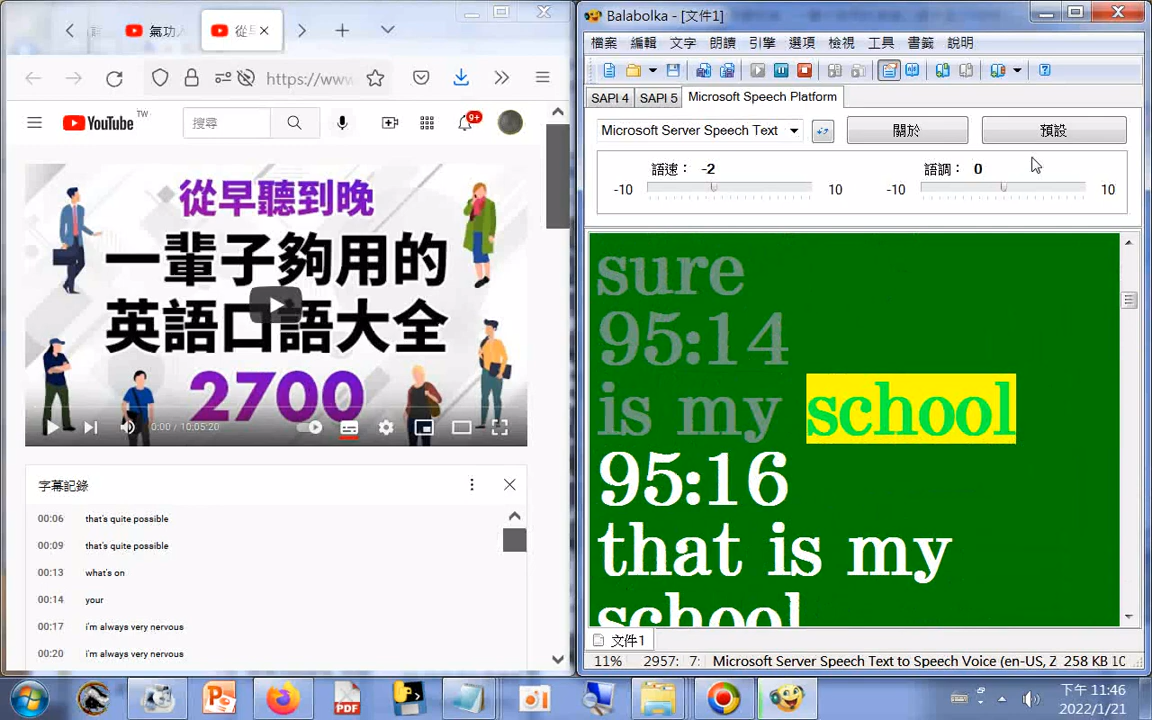 氣功
從
https://www
YouTube TW
搜尋
9+
從早聽到晚
一輩子夠用的
英語口語大全
2700
0:00 / 10:05:20
字幕記錄
00:06 that's quite possible
00:09 that's quite possible
00:13 what's on
00:14 your
00:17 i'm always very nervous
00:20 i'm always very nervous
Balabolka - [文件1]
檔案 編輯 文字 朗讀 引擎 選項 檢視 工具 書籤 說明
SAPI 4 SAPI 5 Microsoft Speech Platform
Microsoft Server Speech Text 關於 預設
語速： -2 語調： 0
-10 10 -10 10
sure
95:14
is my school
95:16
that is my
school
文件1
11% 2957: 7: Microsoft Server Speech Text to Speech Voice (en-US, Z 258 KB 10
PDF
下午 11:46
2022/1/21